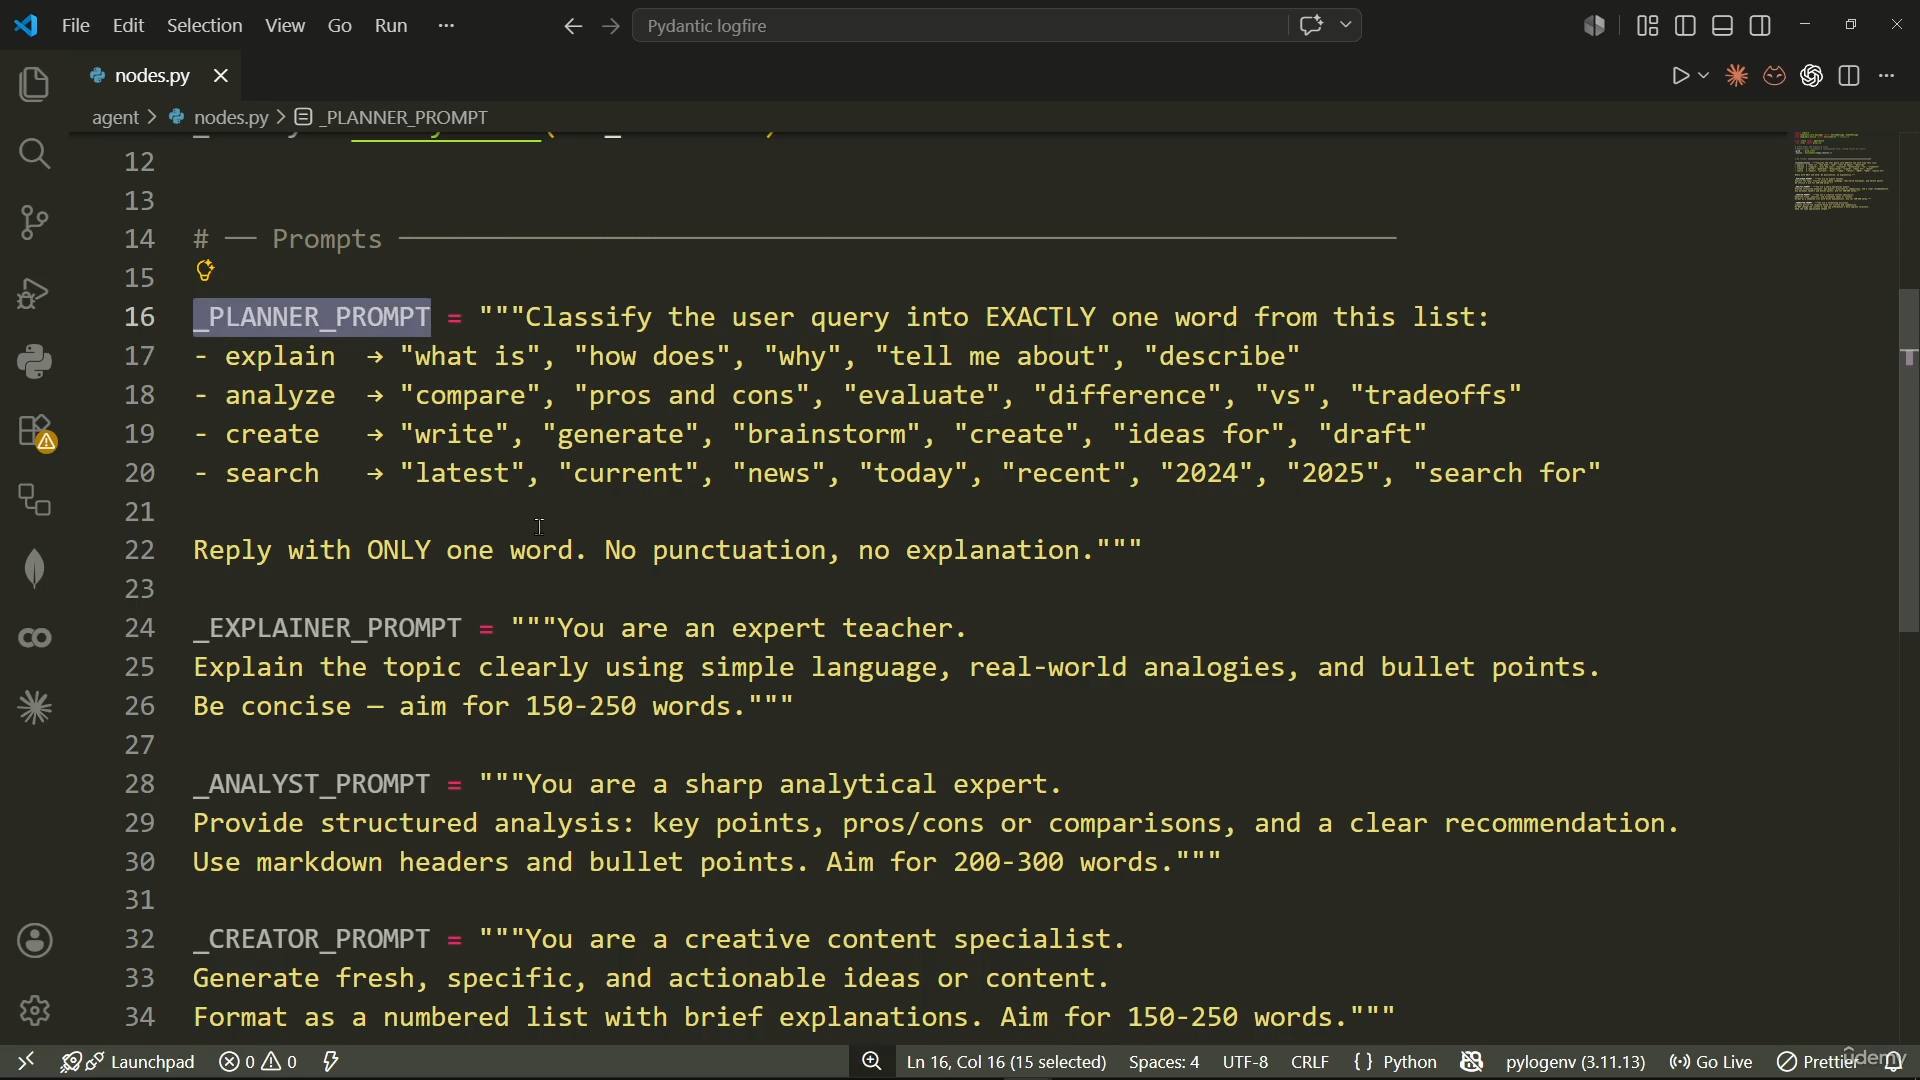 File Edit Selection View Go Run ··· Pydantic logfire
nodes.py
agent > nodes.py > _PLANNER_PROMPT
12
13
14 # — Prompts ————————————————
15
16 _PLANNER_PROMPT = """Classify the user query into EXACTLY one word from this list:
17 - explain → "what is", "how does", "why", "tell me about", "describe"
18 - analyze → "compare", "pros and cons", "evaluate", "difference", "vs", "tradeoffs"
19 - create → "write", "generate", "brainstorm", "create", "ideas for", "draft"
20 - search → "latest", "current", "news", "today", "recent", "2024", "2025", "search for"
21
22 Reply with ONLY one word. No punctuation, no explanation."""
23
24 _EXPLAINER_PROMPT = """You are an expert teacher.
25 Explain the topic clearly using simple language, real-world analogies, and bullet points.
26 Be concise — aim for 150-250 words."""
27
28 _ANALYST_PROMPT = """You are a sharp analytical expert.
29 Provide structured analysis: key points, pros/cons or comparisons, and a clear recommendation.
30 Use markdown headers and bullet points. Aim for 200-300 words."""
31
32 _CREATOR_PROMPT = """You are a creative content specialist.
33 Generate fresh, specific, and actionable ideas or content.
34 Format as a numbered list with brief explanations. Aim for 150-250 words."""
Launchpad 0 0 Ln 16, Col 16 (15 selected) Spaces: 4 UTF-8 CRLF { } Python pylogenv (3.11.13) Go Live Prettier
ûdemy